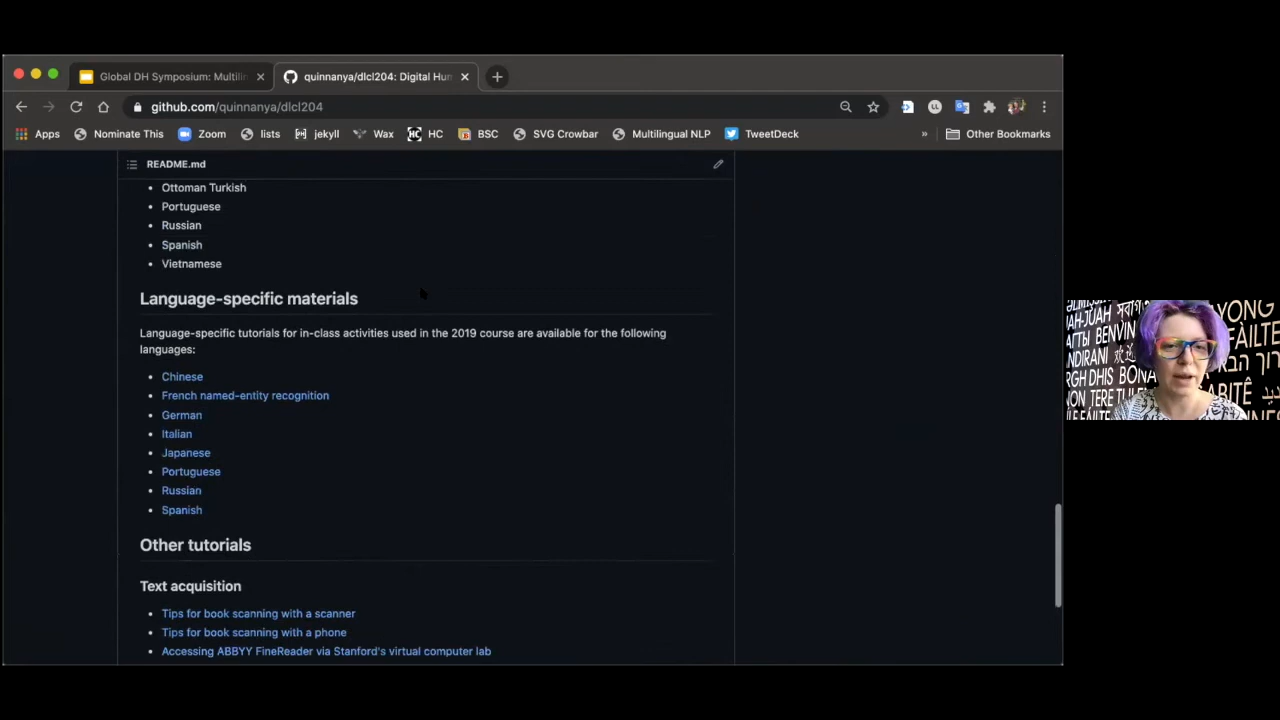 Global DH Symposium: Multilin
quinnanya/dlcl204: Digital Hun
github.com/quinnanya/dlcl204
Apps
Nominate This
Zoom
lists
jekyll
Wax
HC
BSC
SVG Crowbar
Multilingual NLP
TweetDeck
»
Other Bookmarks
README.md
• Ottoman Turkish
• Portuguese
• Russian
• Spanish
• Vietnamese
Language-specific materials
Language-specific tutorials for in-class activities used in the 2019 course are available for the following
languages:
• Chinese
• French named-entity recognition
• German
• Italian
• Japanese
• Portuguese
• Russian
• Spanish
Other tutorials
Text acquisition
• Tips for book scanning with a scanner
• Tips for book scanning with a phone
• Accessing ABBYY FineReader via Stanford's virtual computer lab
BENVIN
FÀILTE